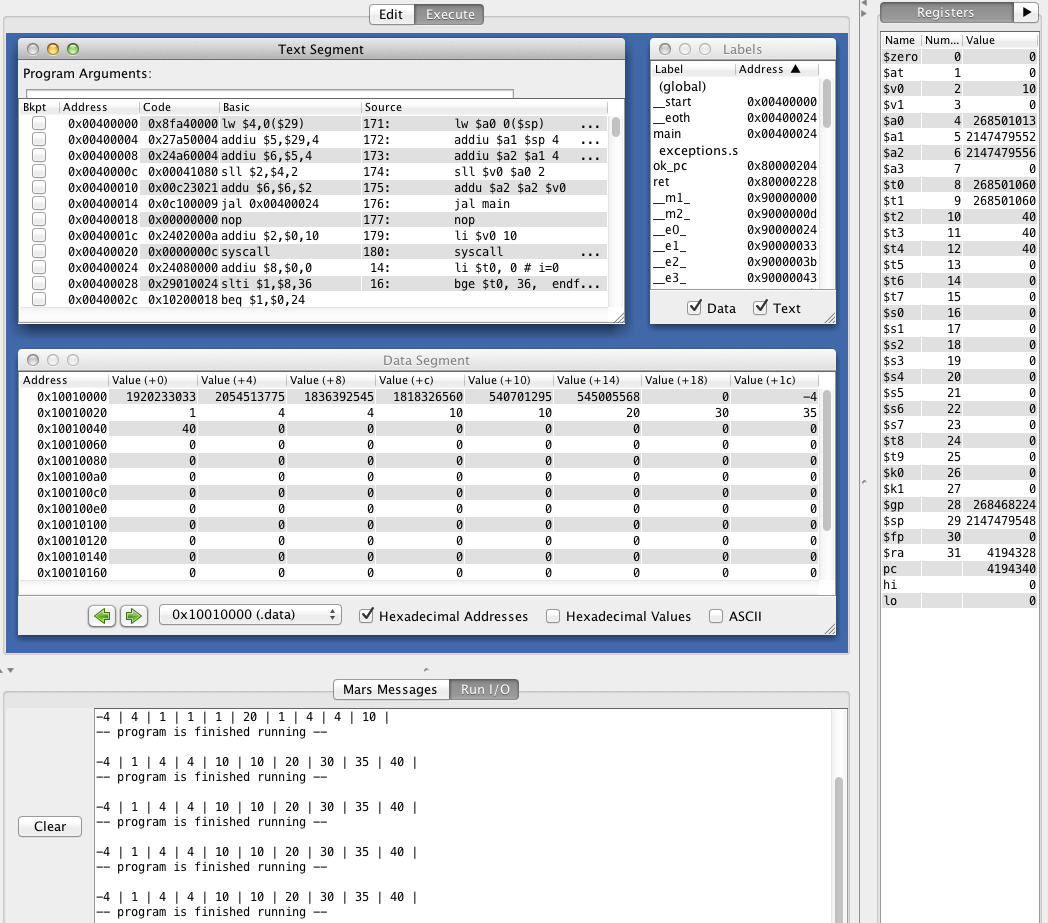 Edit Execute
Text Segment
Program Arguments:
Bkpt Address Code Basic Source
0x00400000 0x8fa40000 lw $4,0($29) 171: lw $a0 0($sp) ...
0x00400004 0x27a50004 addiu $5,$29,4 172: addiu $a1 $sp 4 ...
0x00400008 0x24a60004 addiu $6,$5,4 173: addiu $a2 $a1 4 ...
0x0040000c 0x00041080 sll $2,$4,2 174: sll $v0 $a0 2
0x00400010 0x00c23021 addu $6,$6,$2 175: addu $a2 $a2 $v0
0x00400014 0x0c100009 jal 0x00400024 176: jal main
0x00400018 0x00000000 nop 177: nop
0x0040001c 0x2402000a addiu $2,$0,10 179: li $v0 10
0x00400020 0x0000000c syscall 180: syscall ...
0x00400024 0x24080000 addiu $8,$0,0 14: li $t0, 0 # i=0
0x00400028 0x29010024 slti $1,$8,36 16: bge $t0, 36, endf...
0x0040002c 0x10200018 beq $1,$0,24
Labels
Label Address ▲
(global)
__start 0x00400000
__eoth 0x00400024
main 0x00400024
exceptions.s
ok_pc 0x80000204
ret 0x80000228
__m1_ 0x90000000
__m2_ 0x9000000d
__e0_ 0x90000024
__e1_ 0x90000033
__e2_ 0x9000003b
__e3_ 0x90000043
Data Text
Data Segment
Address Value (+0) Value (+4) Value (+8) Value (+c) Value (+10) Value (+14) Value (+18) Value (+1c)
0x10010000 1920233033 2054513775 1836392545 1818326560 540701295 545005568 0 -4
0x10010020 1 4 4 10 10 20 30 35
0x10010040 40 0 0 0 0 0 0 0
0x10010060 0 0 0 0 0 0 0 0
0x10010080 0 0 0 0 0 0 0 0
0x100100a0 0 0 0 0 0 0 0 0
0x100100c0 0 0 0 0 0 0 0 0
0x100100e0 0 0 0 0 0 0 0 0
0x10010100 0 0 0 0 0 0 0 0
0x10010120 0 0 0 0 0 0 0 0
0x10010140 0 0 0 0 0 0 0 0
0x10010160 0 0 0 0 0 0 0 0
0x10010000 (.data) Hexadecimal Addresses Hexadecimal Values ASCII
Mars Messages Run I/O
-4 | 4 | 1 | 1 | 1 | 20 | 1 | 4 | 4 | 10 |
-- program is finished running --
-4 | 1 | 4 | 4 | 10 | 10 | 20 | 30 | 35 | 40 |
-- program is finished running --
-4 | 1 | 4 | 4 | 10 | 10 | 20 | 30 | 35 | 40 |
-- program is finished running --
-4 | 1 | 4 | 4 | 10 | 10 | 20 | 30 | 35 | 40 |
-- program is finished running --
-4 | 1 | 4 | 4 | 10 | 10 | 20 | 30 | 35 | 40 |
-- program is finished running --
Clear
Registers
Name Num... Value
$zero 0 0
$at 1 0
$v0 2 10
$v1 3 0
$a0 4 268501013
$a1 5 2147479552
$a2 6 2147479556
$a3 7 0
$t0 8 268501060
$t1 9 268501060
$t2 10 40
$t3 11 40
$t4 12 40
$t5 13 0
$t6 14 0
$t7 15 0
$s0 16 0
$s1 17 0
$s2 18 0
$s3 19 0
$s4 20 0
$s5 21 0
$s6 22 0
$s7 23 0
$t8 24 0
$t9 25 0
$k0 26 0
$k1 27 0
$gp 28 268468224
$sp 29 2147479548
$fp 30 0
$ra 31 4194328
pc 4194340
hi 0
lo 0